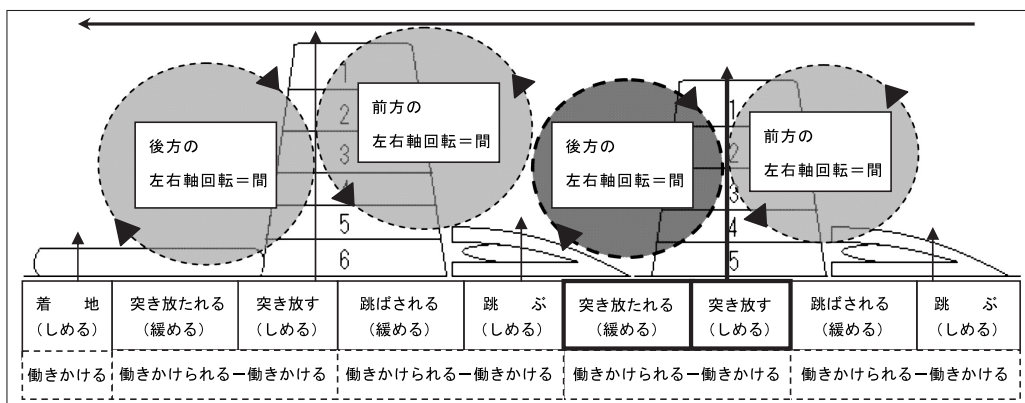 後方の
左右軸回転＝間
前方の
左右軸回転＝間
後方の
左右軸回転＝間
前方の
左右軸回転＝間
1
2
3
4
5
6
1
2
3
4
5
着　地 突き放たれる 突き放す 跳ばされる 跳　ぶ 突き放たれる 突き放す 跳ばされる 跳　ぶ
（しめる） （緩める） （しめる） （緩める） （しめる） （緩める） （しめる） （緩める） （しめる）
働きかける 働きかけられるー働きかける 働きかけられるー働きかける 働きかけられるー働きかける 働きかけられるー働きかける